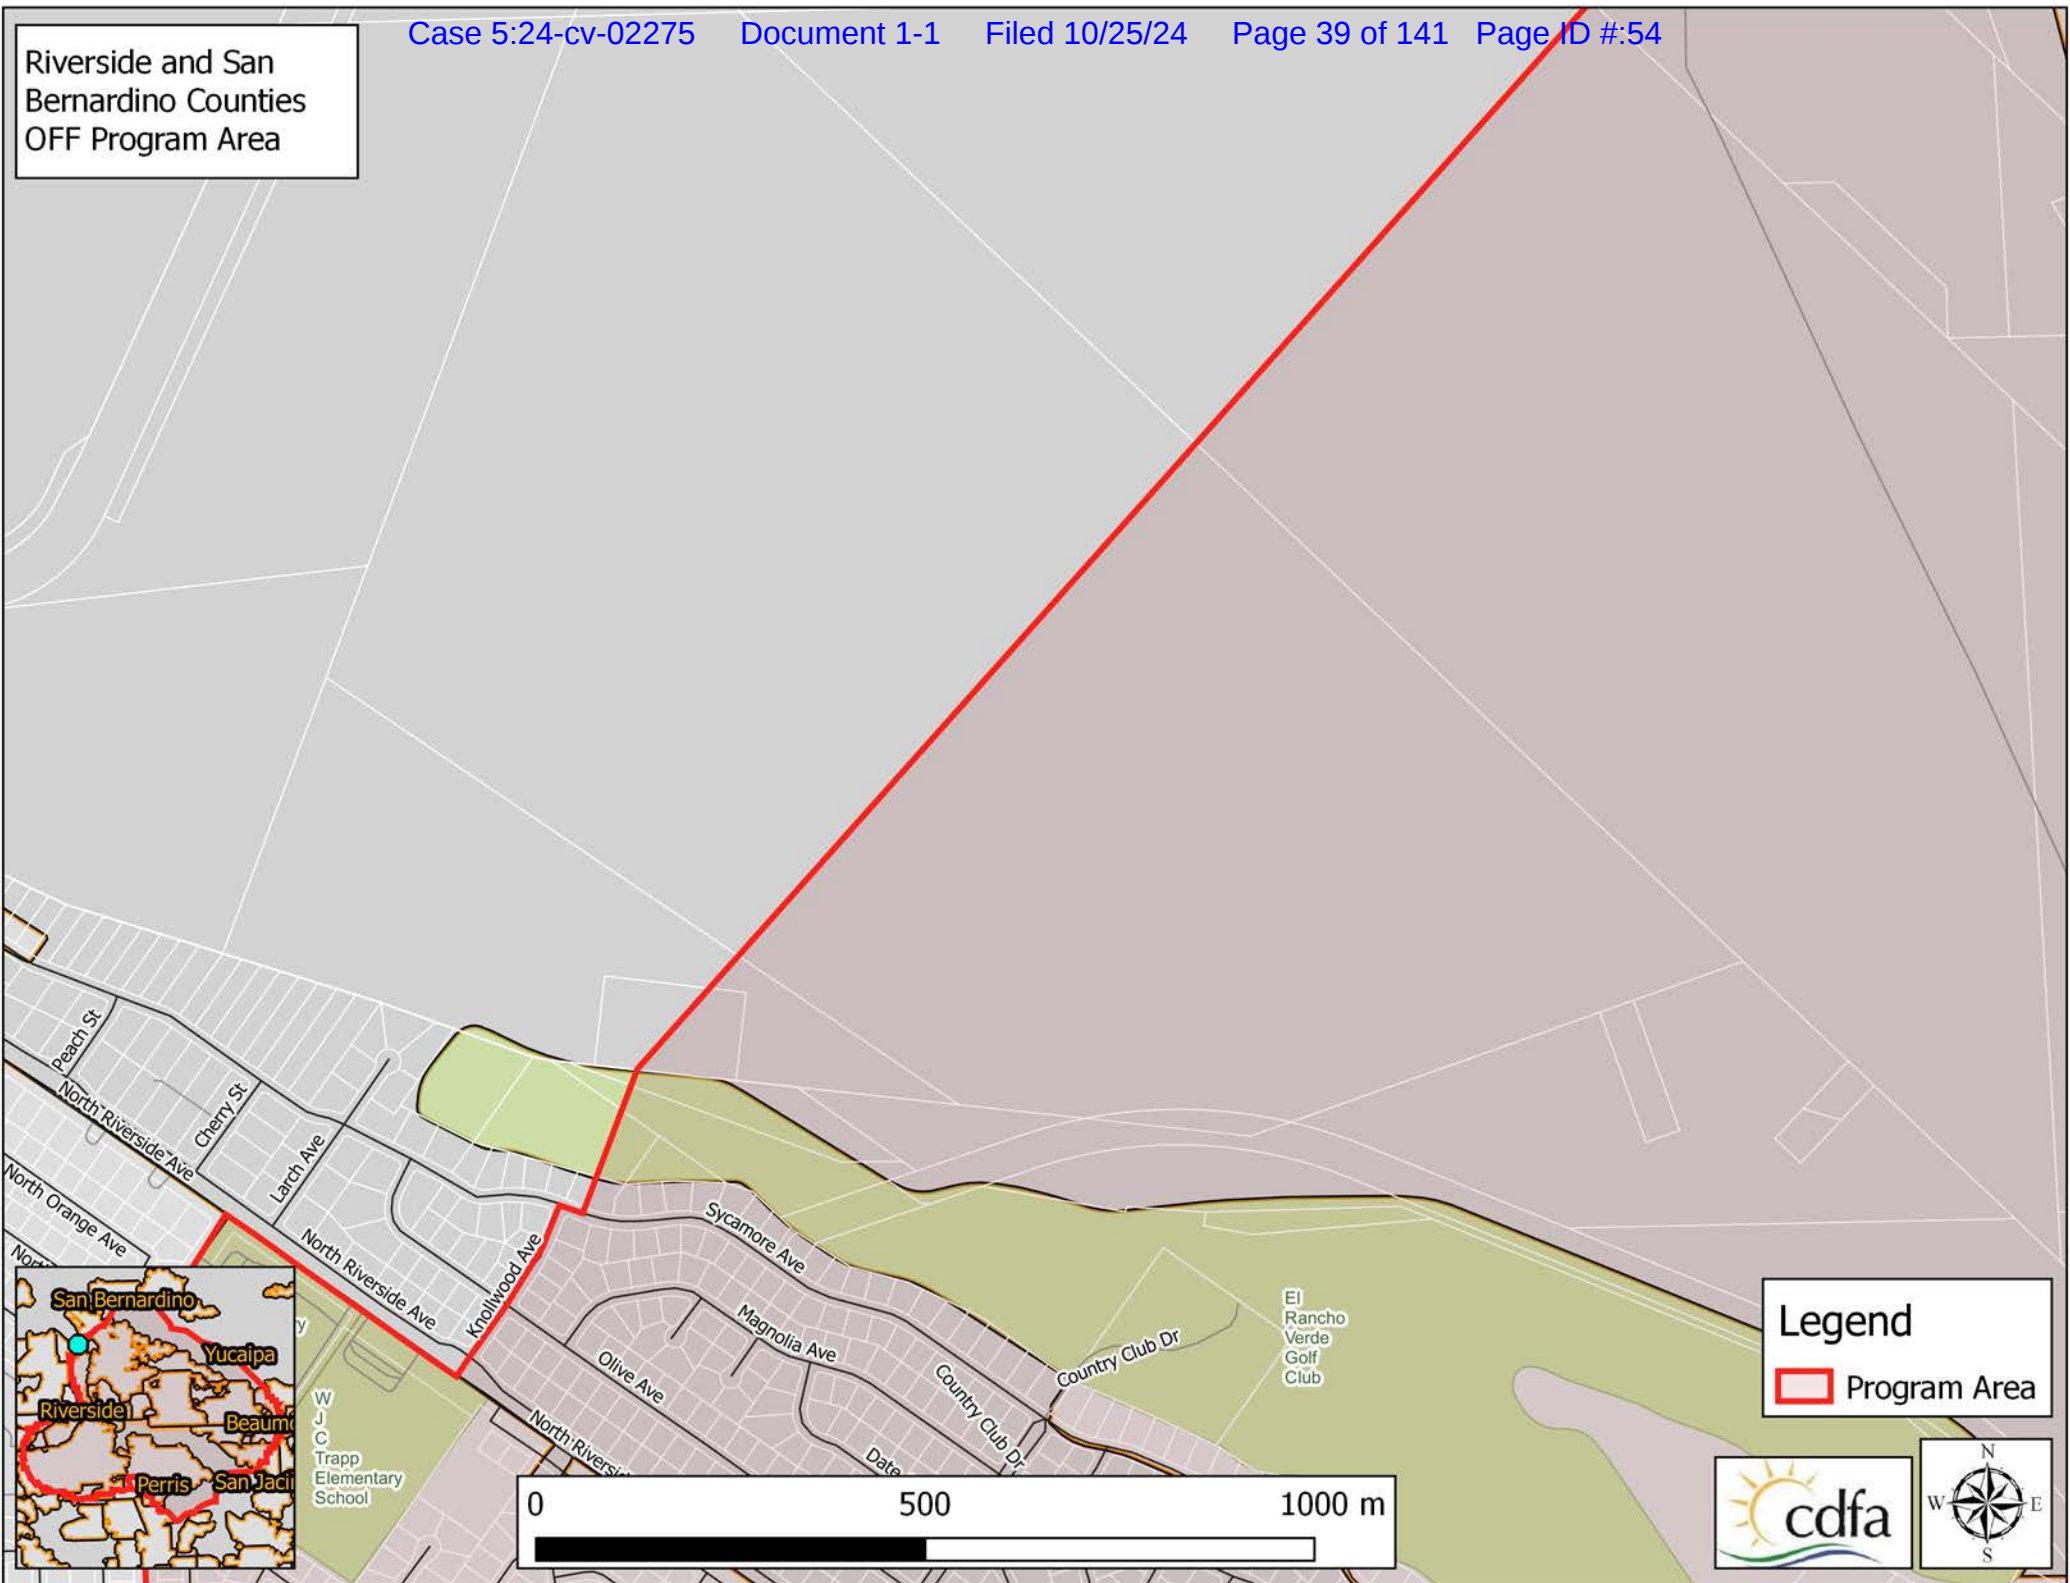 Case 5:24-cv-02275 Document 1-1 Filed 10/25/24 Page 39 of 141 Page ID #:54
Riverside and San
Bernardino Counties
OFF Program Area
Peach St
North Riverside Ave
Cherry St
Larch Ave
North Orange Ave
North Riverside Ave
Knollwood Ave
Sycamore Ave
Magnolia Ave
Olive Ave
Country Club Dr
Country Club Dr
Date
El
Rancho
Verde
Golf
Club
W
J
C
Trapp
Elementary
School
San Bernardino
Yucaipa
Riverside
Beaumo
Perris
San Jaci
0 500 1000 m
Legend
Program Area
cdfa
N
W E
S